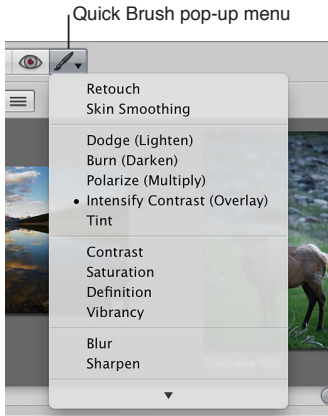 Quick Brush pop-up menu
Retouch
Skin Smoothing
Dodge (Lighten)
Burn (Darken)
Polarize (Multiply)
• Intensify Contrast (Overlay)
Tint
Contrast
Saturation
Definition
Vibrancy
Blur
Sharpen